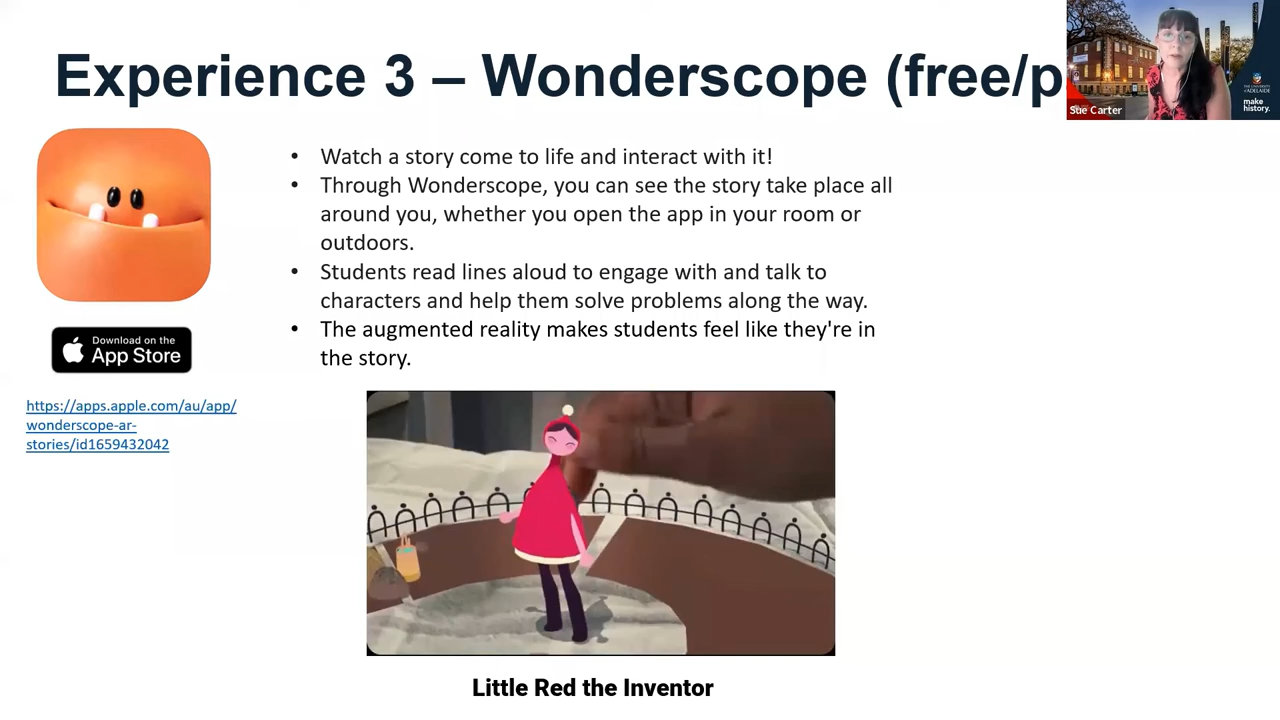 Experience 3 – Wonderscope (free/p
Sue Carter
THE UNIVERSITY
of ADELAIDE
make
history.
• Watch a story come to life and interact with it!
• Through Wonderscope, you can see the story take place all
around you, whether you open the app in your room or
outdoors.
• Students read lines aloud to engage with and talk to
characters and help them solve problems along the way.
• The augmented reality makes students feel like they're in
the story.
Download on the
App Store
https://apps.apple.com/au/app/
wonderscope-ar-
stories/id1659432042
Little Red the Inventor